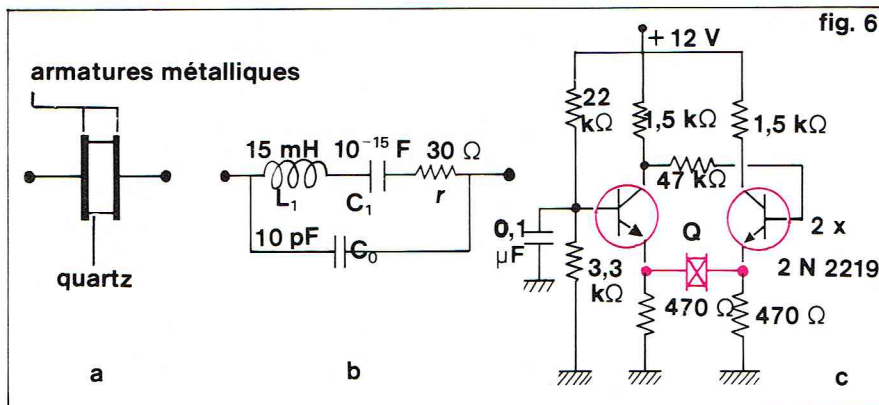 fig. 6
armatures métalliques
quartz
a
15 mH
10⁻¹⁵ F
30 Ω
L₁
C₁
r
10 pF
C₀
b
+ 12 V
22
kΩ
1,5 kΩ
1,5 kΩ
47 kΩ
0,1
μF
3,3
kΩ
Q
2 x
2 N 2219
470 Ω
470 Ω
c